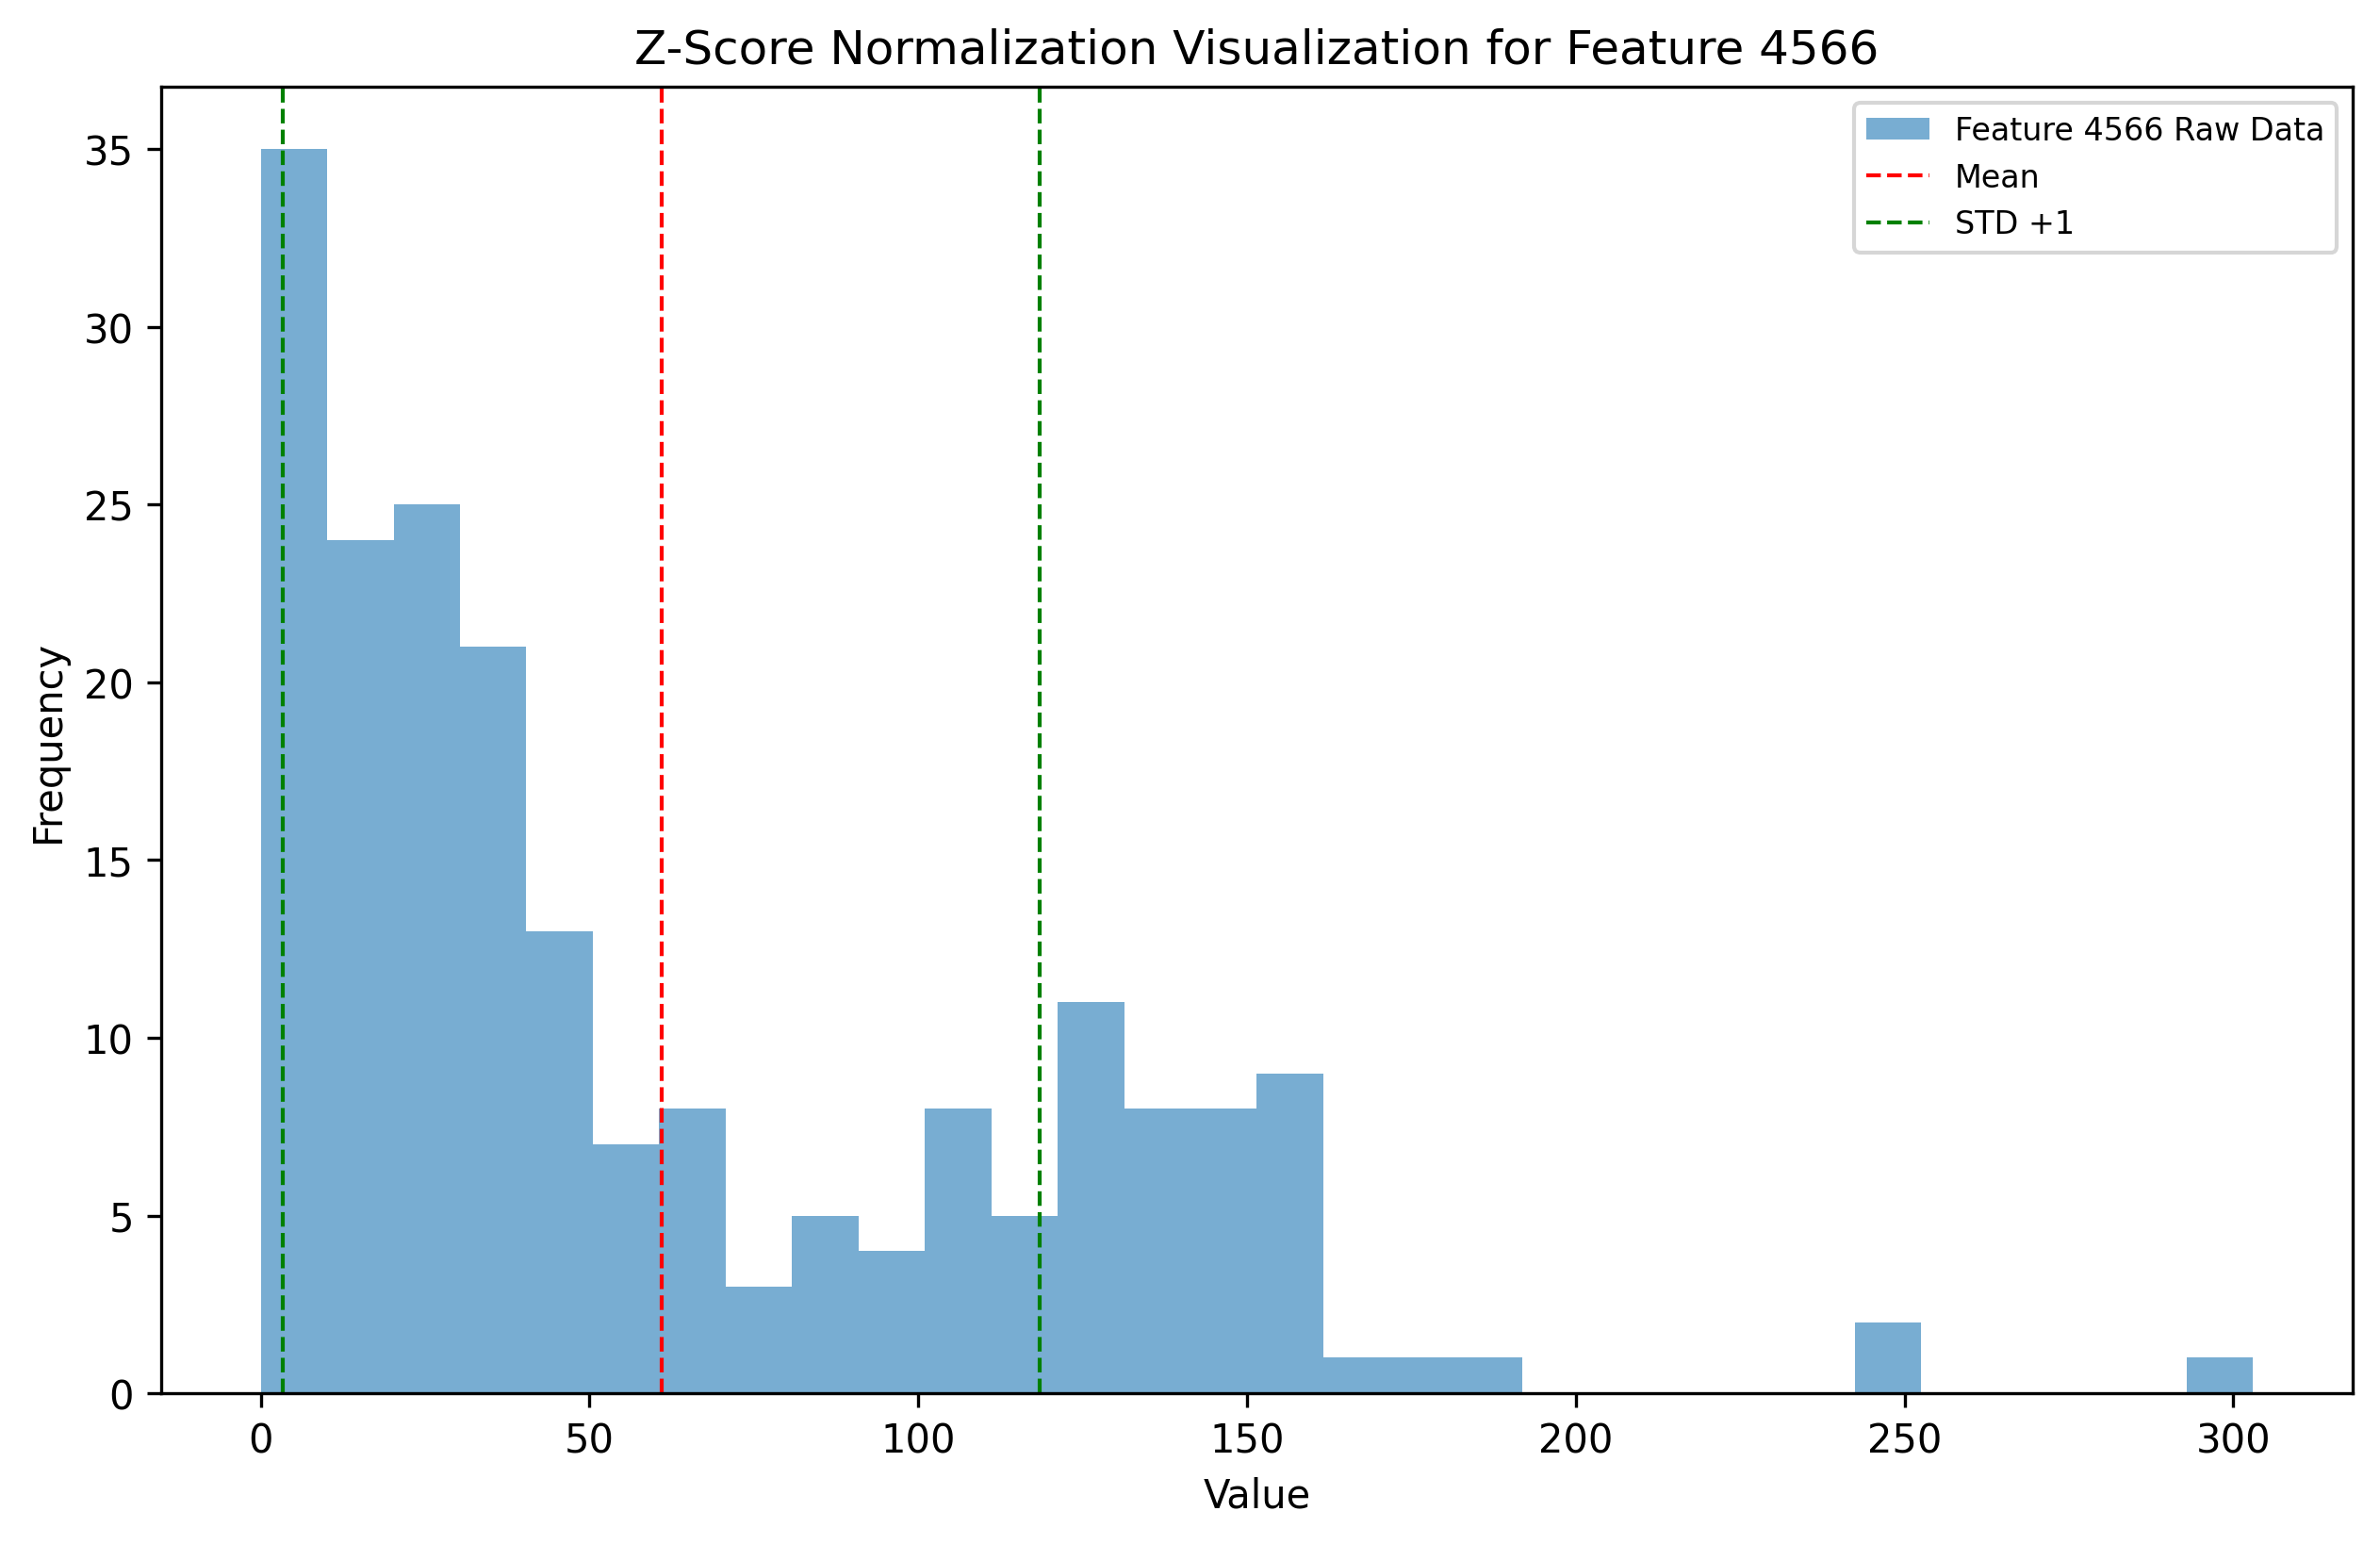 Z-Score Normalization Visualization for Feature 4566
Feature 4566 Raw Data
Mean
STD +1
Frequency
35
30
25
20
15
10
5
0
0 50 100 150 200 250 300
Value